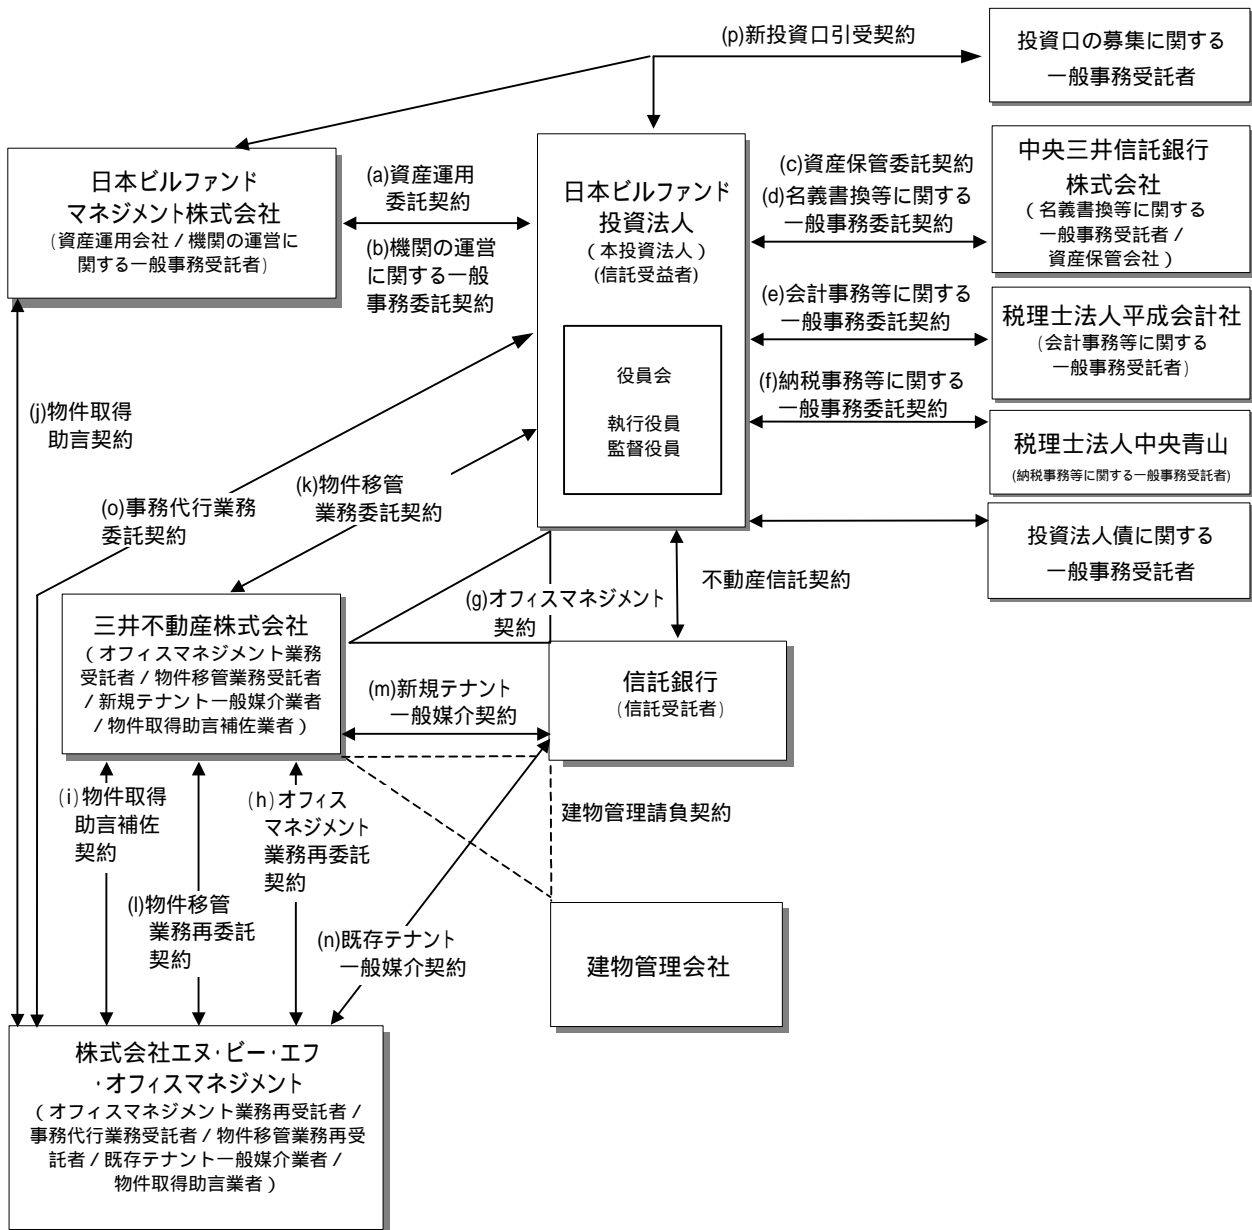 (p)新投資口引受契約
投資口の募集に関する
一般事務受託者
日本ビルファンド
マネジメント株式会社
(資産運用会社/機関の運営に
関する一般事務受託者)
(a)資産運用
委託契約
(b)機関の運営
に関する一般
事務委託契約
日本ビルファンド
投資法人
(本投資法人)
(信託受益者)
役員会
執行役員
監督役員
(c)資産保管委託契約
(d)名義書換等に関する
一般事務委託契約
中央三井信託銀行
株式会社
(名義書換等に関する
一般事務受託者/
資産保管会社)
(e)会計事務等に関する
一般事務委託契約
税理士法人平成会計社
(会計事務等に関する
一般事務受託者)
(f)納税事務等に関する
一般事務委託契約
税理士法人中央青山
(納税事務等に関する一般事務受託者)
投資法人債に関する
一般事務受託者
(j)物件取得
助言契約
(o)事務代行業務
委託契約
(k)物件移管
業務委託契約
(g)オフィスマネジメント
契約
不動産信託契約
三井不動産株式会社
(オフィスマネジメント業務
受託者/物件移管業務受託者
/新規テナント一般媒介業者
/物件取得助言補佐業者)
(m)新規テナント
一般媒介契約
信託銀行
(信託受託者)
(i)物件取得
助言補佐
契約
(l)物件移管
業務再委託
契約
(h)オフィス
マネジメント
業務再委託
契約
建物管理請負契約
(n)既存テナント
一般媒介契約
建物管理会社
株式会社エヌ・ビー・エフ
・オフィスマネジメント
(オフィスマネジメント業務再受託者/
事務代行業務受託者/物件移管業務再受
託者/既存テナント一般媒介業者/
物件取得助言業者)